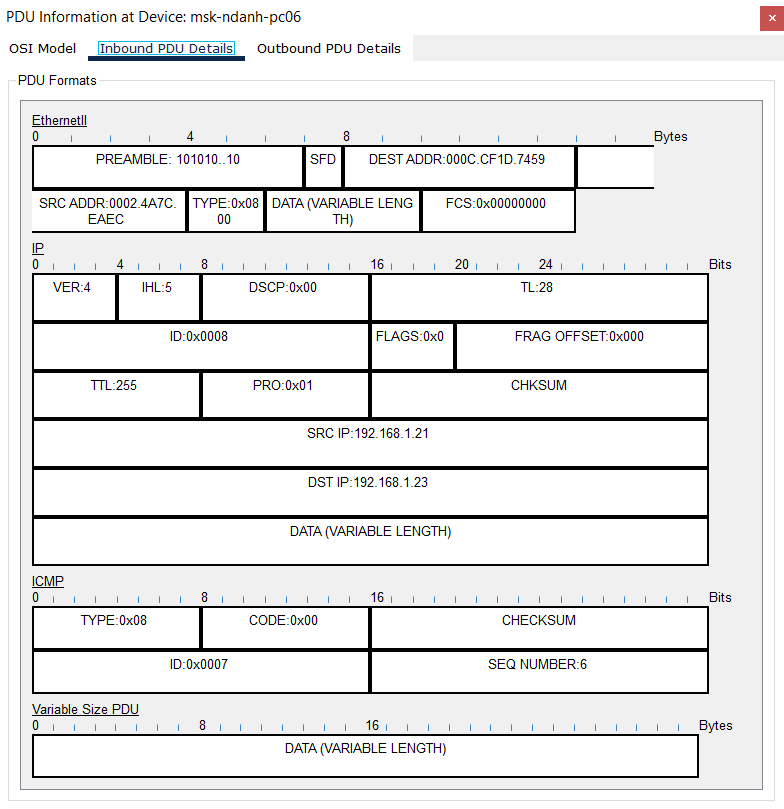 PDU Information at Device: msk-ndanh-pc06
×
OSI Model Inbound PDU Details Outbound PDU Details
PDU Formats
EthernetII
0 4 8 Bytes
PREAMBLE: 101010..10 SFD DEST ADDR:000C.CF1D.7459
SRC ADDR:0002.4A7C. TYPE:0x08 DATA (VARIABLE LENG FCS:0x00000000
EAEC 00 TH)
IP
0 4 8 16 20 24 Bits
VER:4 IHL:5 DSCP:0x00 TL:28
ID:0x0008 FLAGS:0x0 FRAG OFFSET:0x000
TTL:255 PRO:0x01 CHKSUM
SRC IP:192.168.1.21
DST IP:192.168.1.23
DATA (VARIABLE LENGTH)
ICMP
0 8 16 Bits
TYPE:0x08 CODE:0x00 CHECKSUM
ID:0x0007 SEQ NUMBER:6
Variable Size PDU
0 8 16 Bytes
DATA (VARIABLE LENGTH)